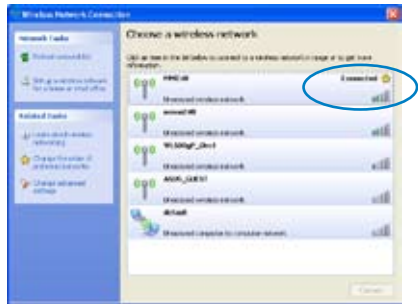 Wireless Network Connection
Choose a wireless network
Network Tasks
Click an item in the list below to connect to a wireless network in range or to get more
information.
Refresh network list
Connected
Set up a wireless network
for a home or small office
Unsecured wireless network
Related Tasks
Unsecured wireless network
Learn about wireless
networking
Change the order of
preferred networks
Unsecured wireless network
Change advanced
settings
ASUS_GUEST
Unsecured wireless network
default
Unsecured computer-to-computer network
Connect